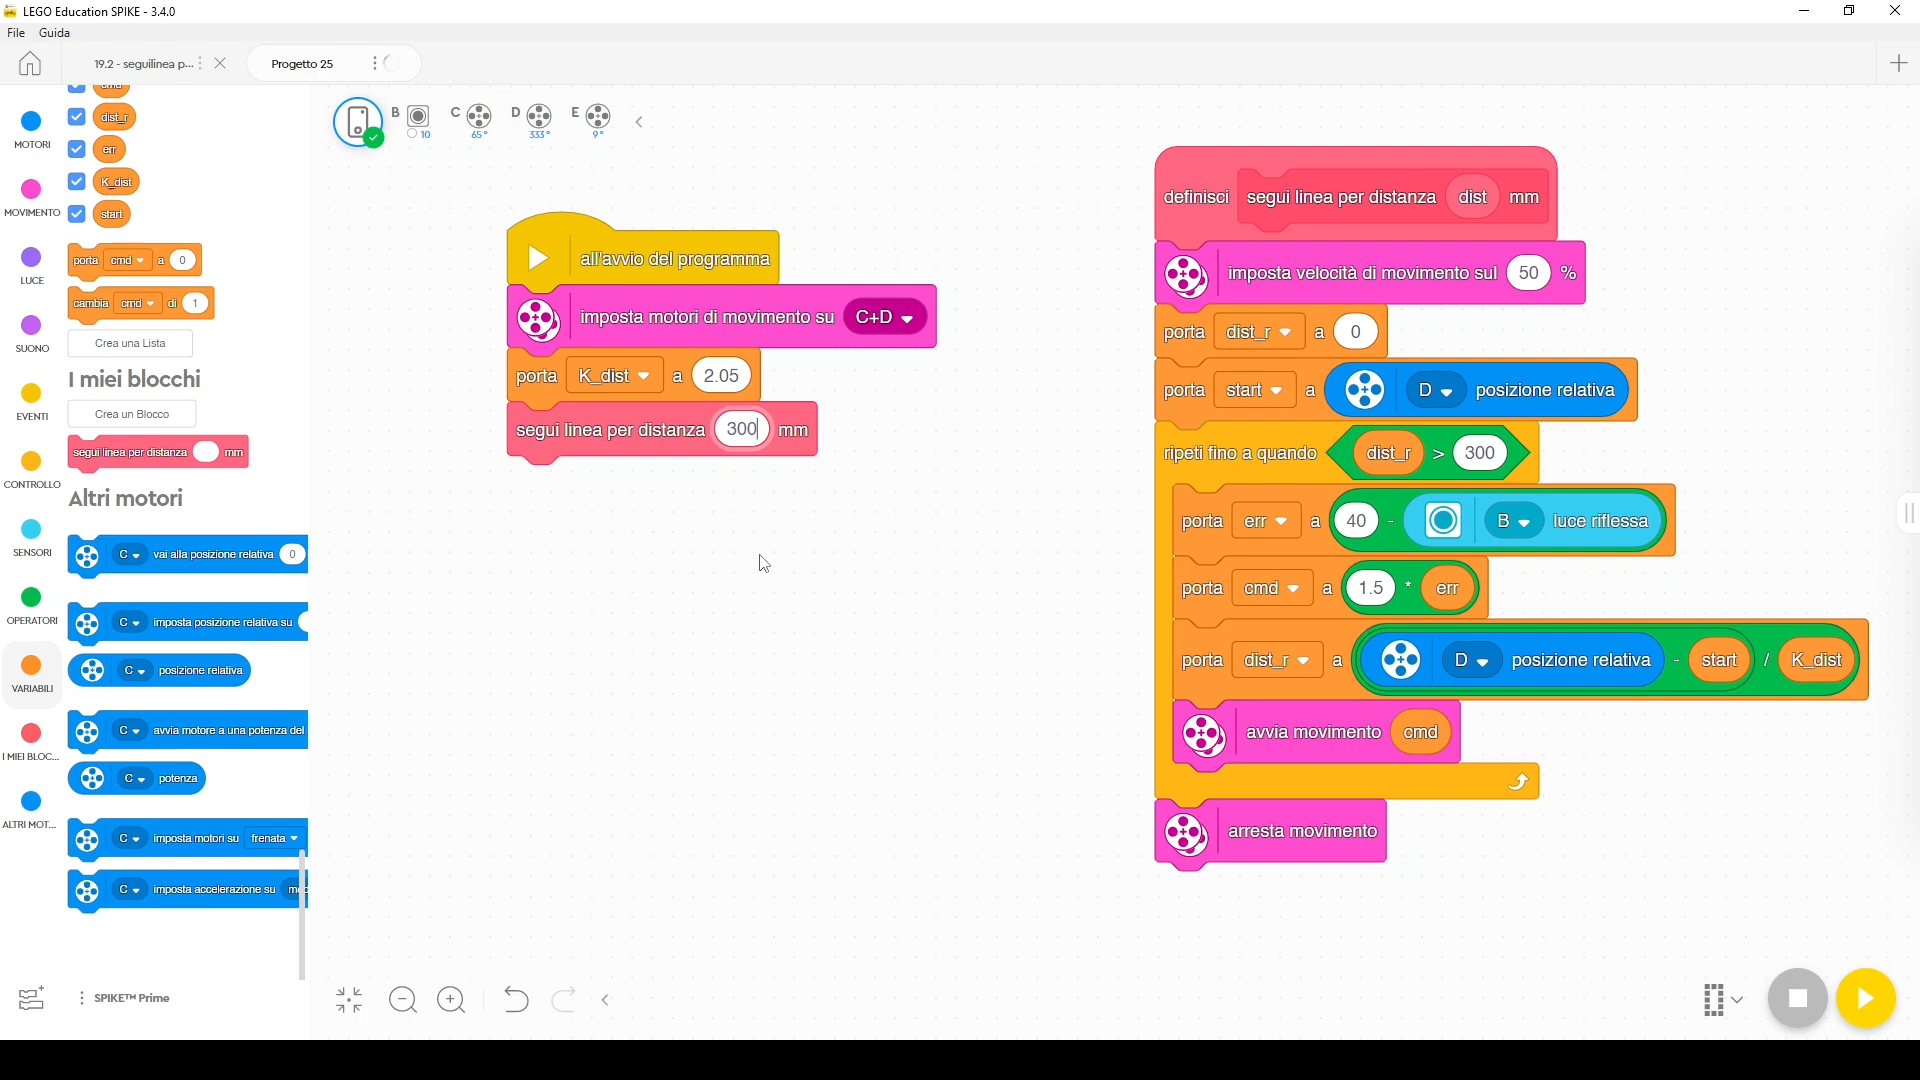 LEGO Education SPIKE - 3.4.0
File Guida
19.2 - seguilinea p...
Progetto 25
MOTORI
MOVIMENTO
LUCE
SUONO
EVENTI
CONTROLLO
SENSORI
OPERATORI
VARIABILI
I MIEI BLOC...
ALTRI MOT...
cmd
dist_r
err
K_dist
start
porta cmd a 0
cambia cmd di 1
Crea una Lista
I miei blocchi
Crea un Blocco
segui linea per distanza mm
Altri motori
C vai alla posizione relativa 0
C imposta posizione relativa su
C posizione relativa
C avvia motore a una potenza del
C potenza
C imposta motori su frenata
C imposta accelerazione su
SPIKE™ Prime
B 10
C 65°
D 333°
E 9°
all'avvio del programma
imposta motori di movimento su C+D
porta K_dist a 2.05
segui linea per distanza 300 mm
definisci segui linea per distanza dist mm
imposta velocità di movimento sul 50 %
porta dist_r a 0
porta start a D posizione relativa
ripeti fino a quando dist_r > 300
porta err a 40 - B luce riflessa
porta cmd a 1.5 * err
porta dist_r a D posizione relativa - start / K_dist
avvia movimento cmd
arresta movimento